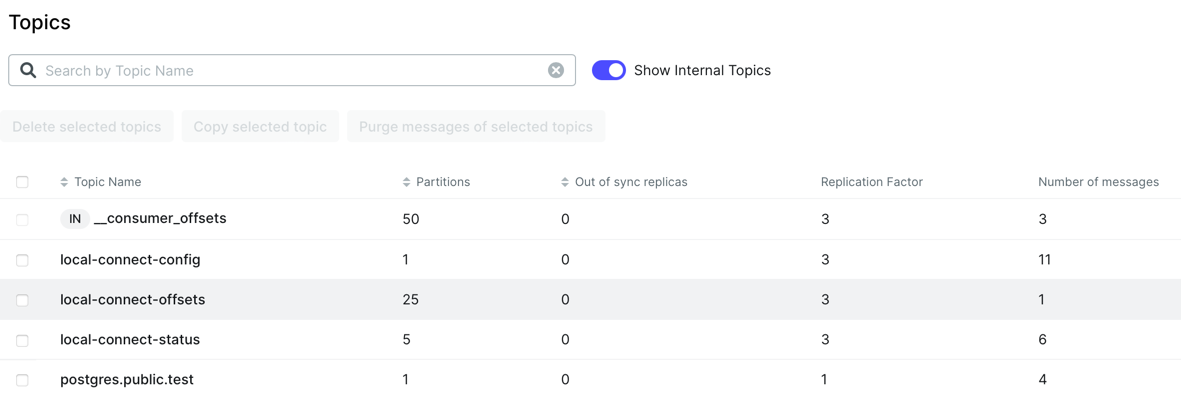 Topics
Search by Topic Name
Show Internal Topics
Delete selected topics Copy selected topic Purge messages of selected topics
Topic Name Partitions Out of sync replicas Replication Factor Number of messages
IN __consumer_offsets 50 0 3 3
local-connect-config 1 0 3 11
local-connect-offsets 25 0 3 1
local-connect-status 5 0 3 6
postgres.public.test 1 0 1 4